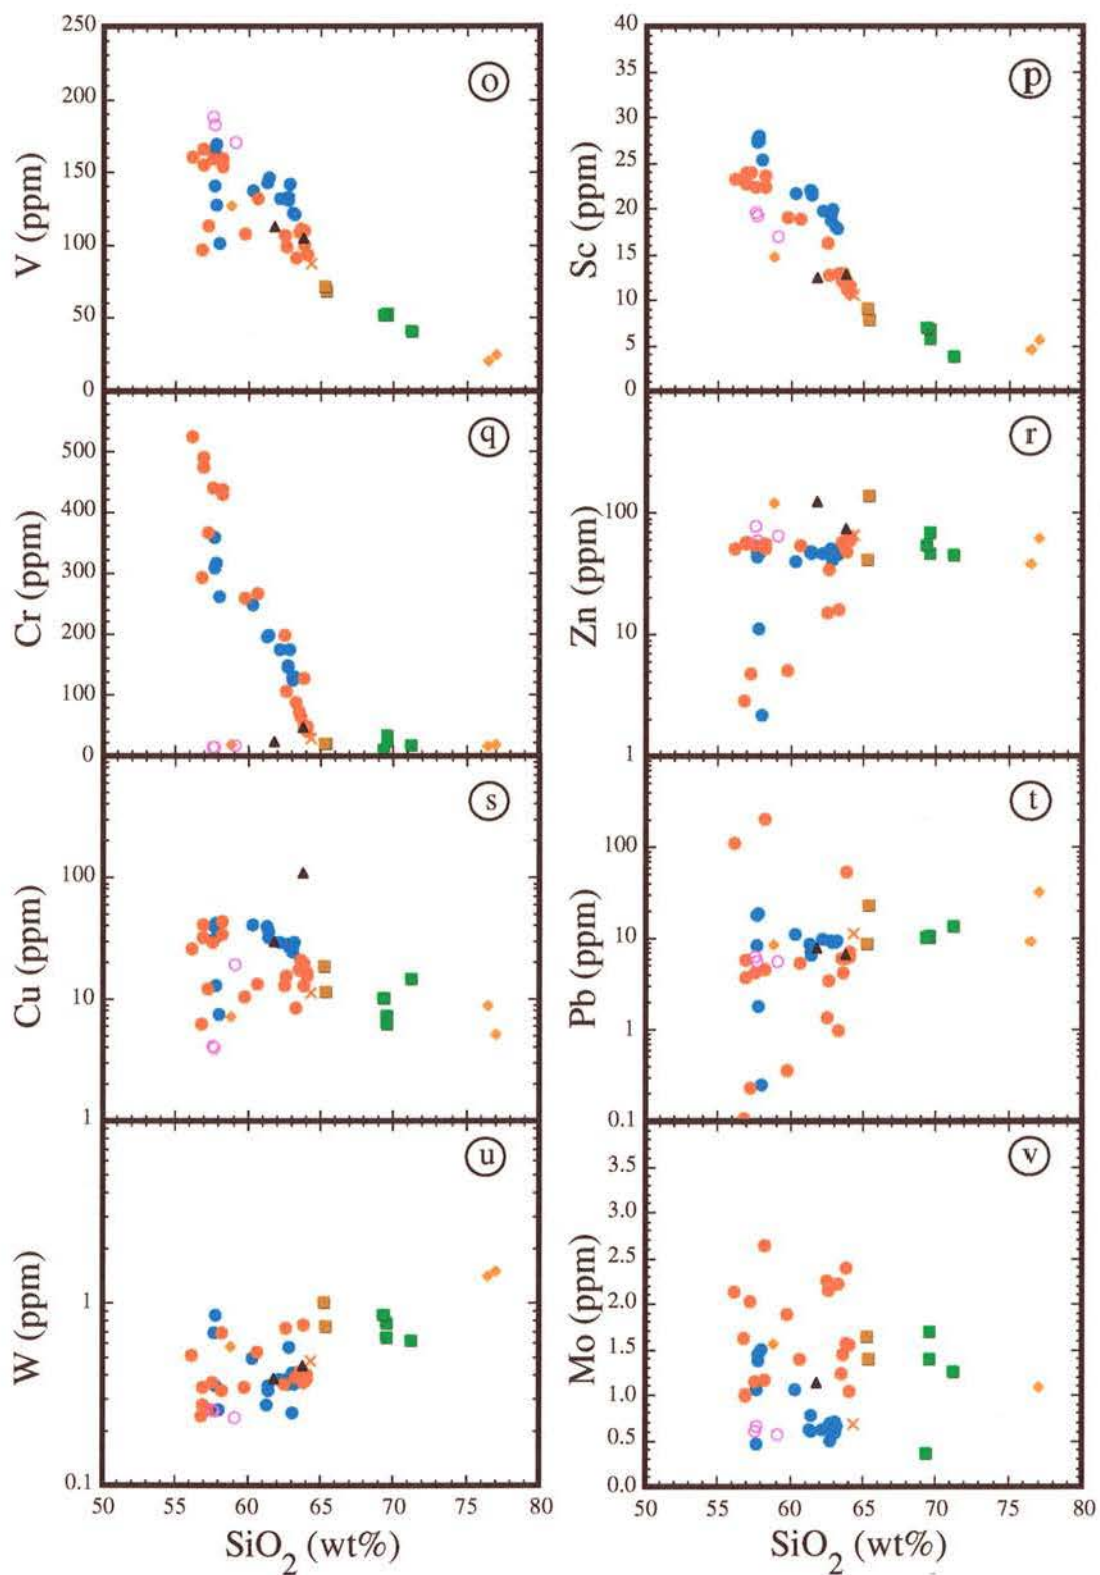 250
200
150
100
50
0
V (ppm)
o
40
35
30
25
20
15
10
5
0
Sc (ppm)
p
500
400
300
200
100
0
Cr (ppm)
q
100
10
1
Zn (ppm)
r
100
10
1
Cu (ppm)
s
100
10
1
0.1
Pb (ppm)
t
1
0.1
W (ppm)
u
3.5
3.0
2.5
2.0
1.5
1.0
0.5
0.0
Mo (ppm)
v
50 55 60 65 70 75 80
SiO2 (wt%)
50 55 60 65 70 75 80
SiO2 (wt%)